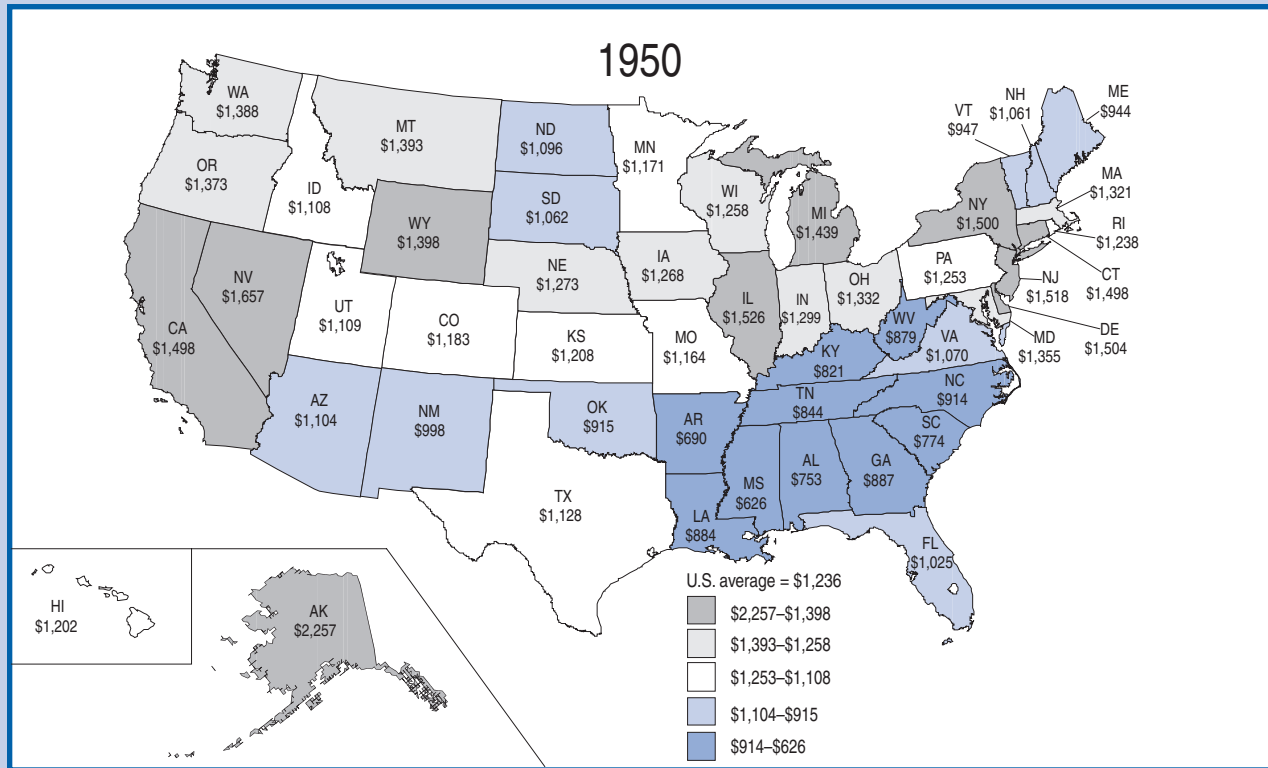 1950
WA
$1,388
MT
$1,393
ND
$1,096
MN
$1,171
OR
$1,373
ID
$1,108
SD
$1,062
WI
$1,258
MI
$1,439
NY
$1,500
VT
$947
NH
$1,061
ME
$944
MA
$1,321
RI
$1,238
CT
$1,498
NJ
$1,518
DE
$1,504
MD
$1,355
WY
$1,398
NE
$1,273
IA
$1,268
PA
$1,253
OH
$1,332
IN
$1,299
IL
$1,526
NV
$1,657
CA
$1,498
UT
$1,109
CO
$1,183
KS
$1,208
MO
$1,164
WV
$879
VA
$1,070
KY
$821
TN
$844
NC
$914
SC
$774
AZ
$1,104
NM
$998
OK
$915
AR
$690
MS
$626
AL
$753
GA
$887
TX
$1,128
LA
$884
FL
$1,025
HI
$1,202
AK
$2,257
U.S. average = $1,236
$2,257–$1,398
$1,393–$1,258
$1,253–$1,108
$1,104–$915
$914–$626